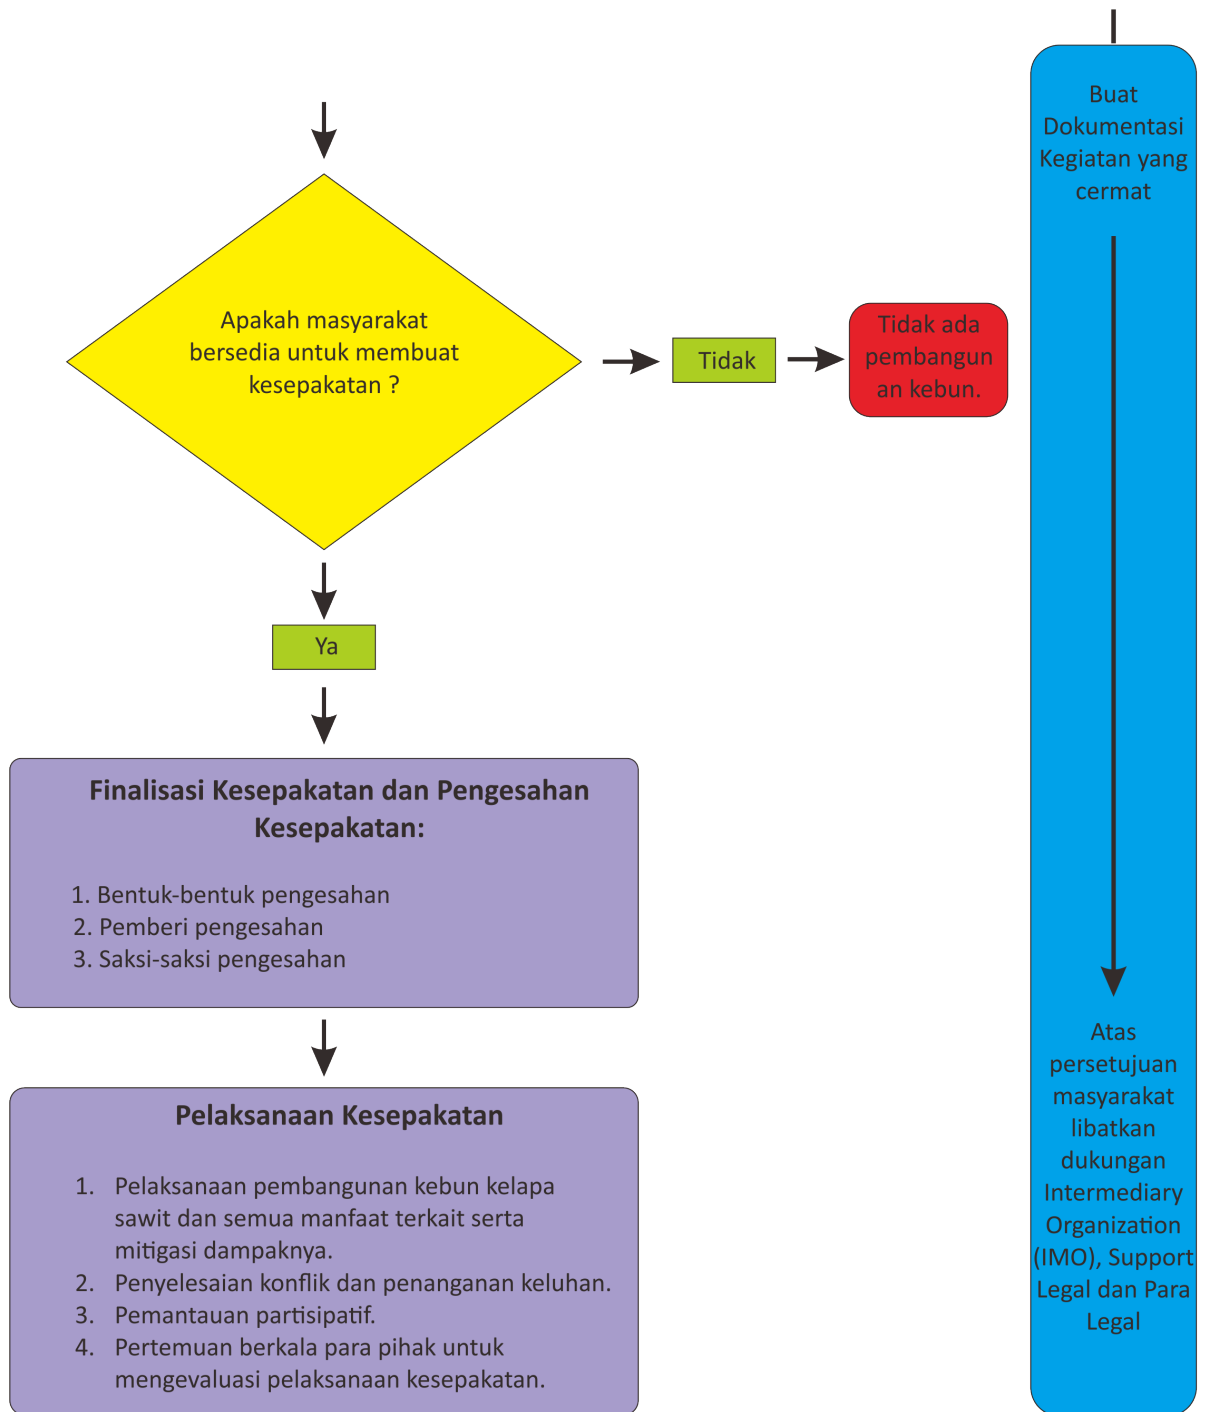 Apakah masyarakat
bersedia untuk membuat
kesepakatan ?
Tidak
Tidak ada
pembangun
an kebun.
Ya
Finalisasi Kesepakatan dan Pengesahan
Kesepakatan:
1. Bentuk-bentuk pengesahan
2. Pemberi pengesahan
3. Saksi-saksi pengesahan
Pelaksanaan Kesepakatan
1. Pelaksanaan pembangunan kebun kelapa
sawit dan semua manfaat terkait serta
mitigasi dampaknya.
2. Penyelesaian konflik dan penanganan keluhan.
3. Pemantauan partisipatif.
4. Pertemuan berkala para pihak untuk
mengevaluasi pelaksanaan kesepakatan.
Buat
Dokumentasi
Kegiatan yang
cermat
Atas
persetujuan
masyarakat
libatkan
dukungan
Intermediary
Organization
(IMO), Support
Legal dan Para
Legal